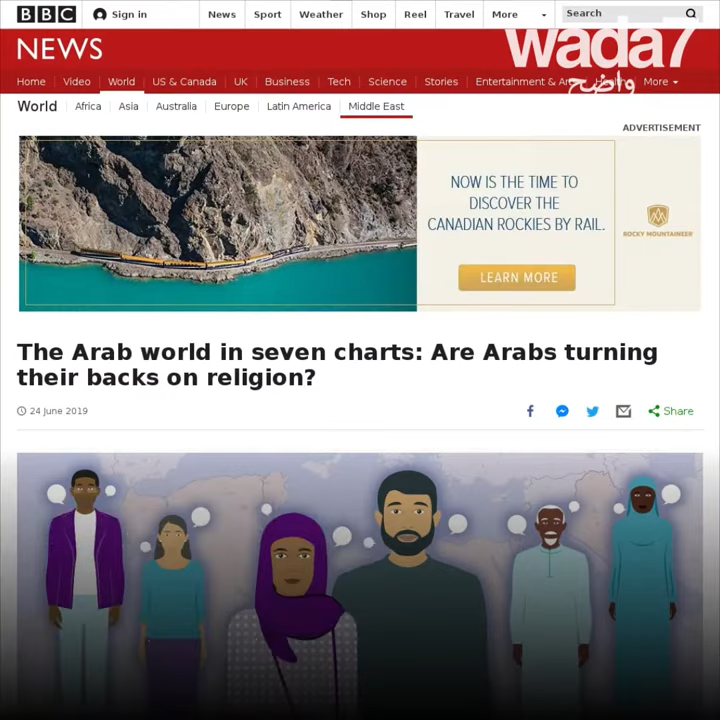 BBC Sign in News Sport Weather Shop Reel Travel More Search
wada7
واضح
NEWS
Home Video World US & Canada UK Business Tech Science Stories Entertainment & Ar More
World Africa Asia Australia Europe Latin America Middle East
ADVERTISEMENT
NOW IS THE TIME TO
DISCOVER THE
CANADIAN ROCKIES BY RAIL.
ROCKY MOUNTAINEER
LEARN MORE
The Arab world in seven charts: Are Arabs turning
their backs on religion?
24 June 2019 Share